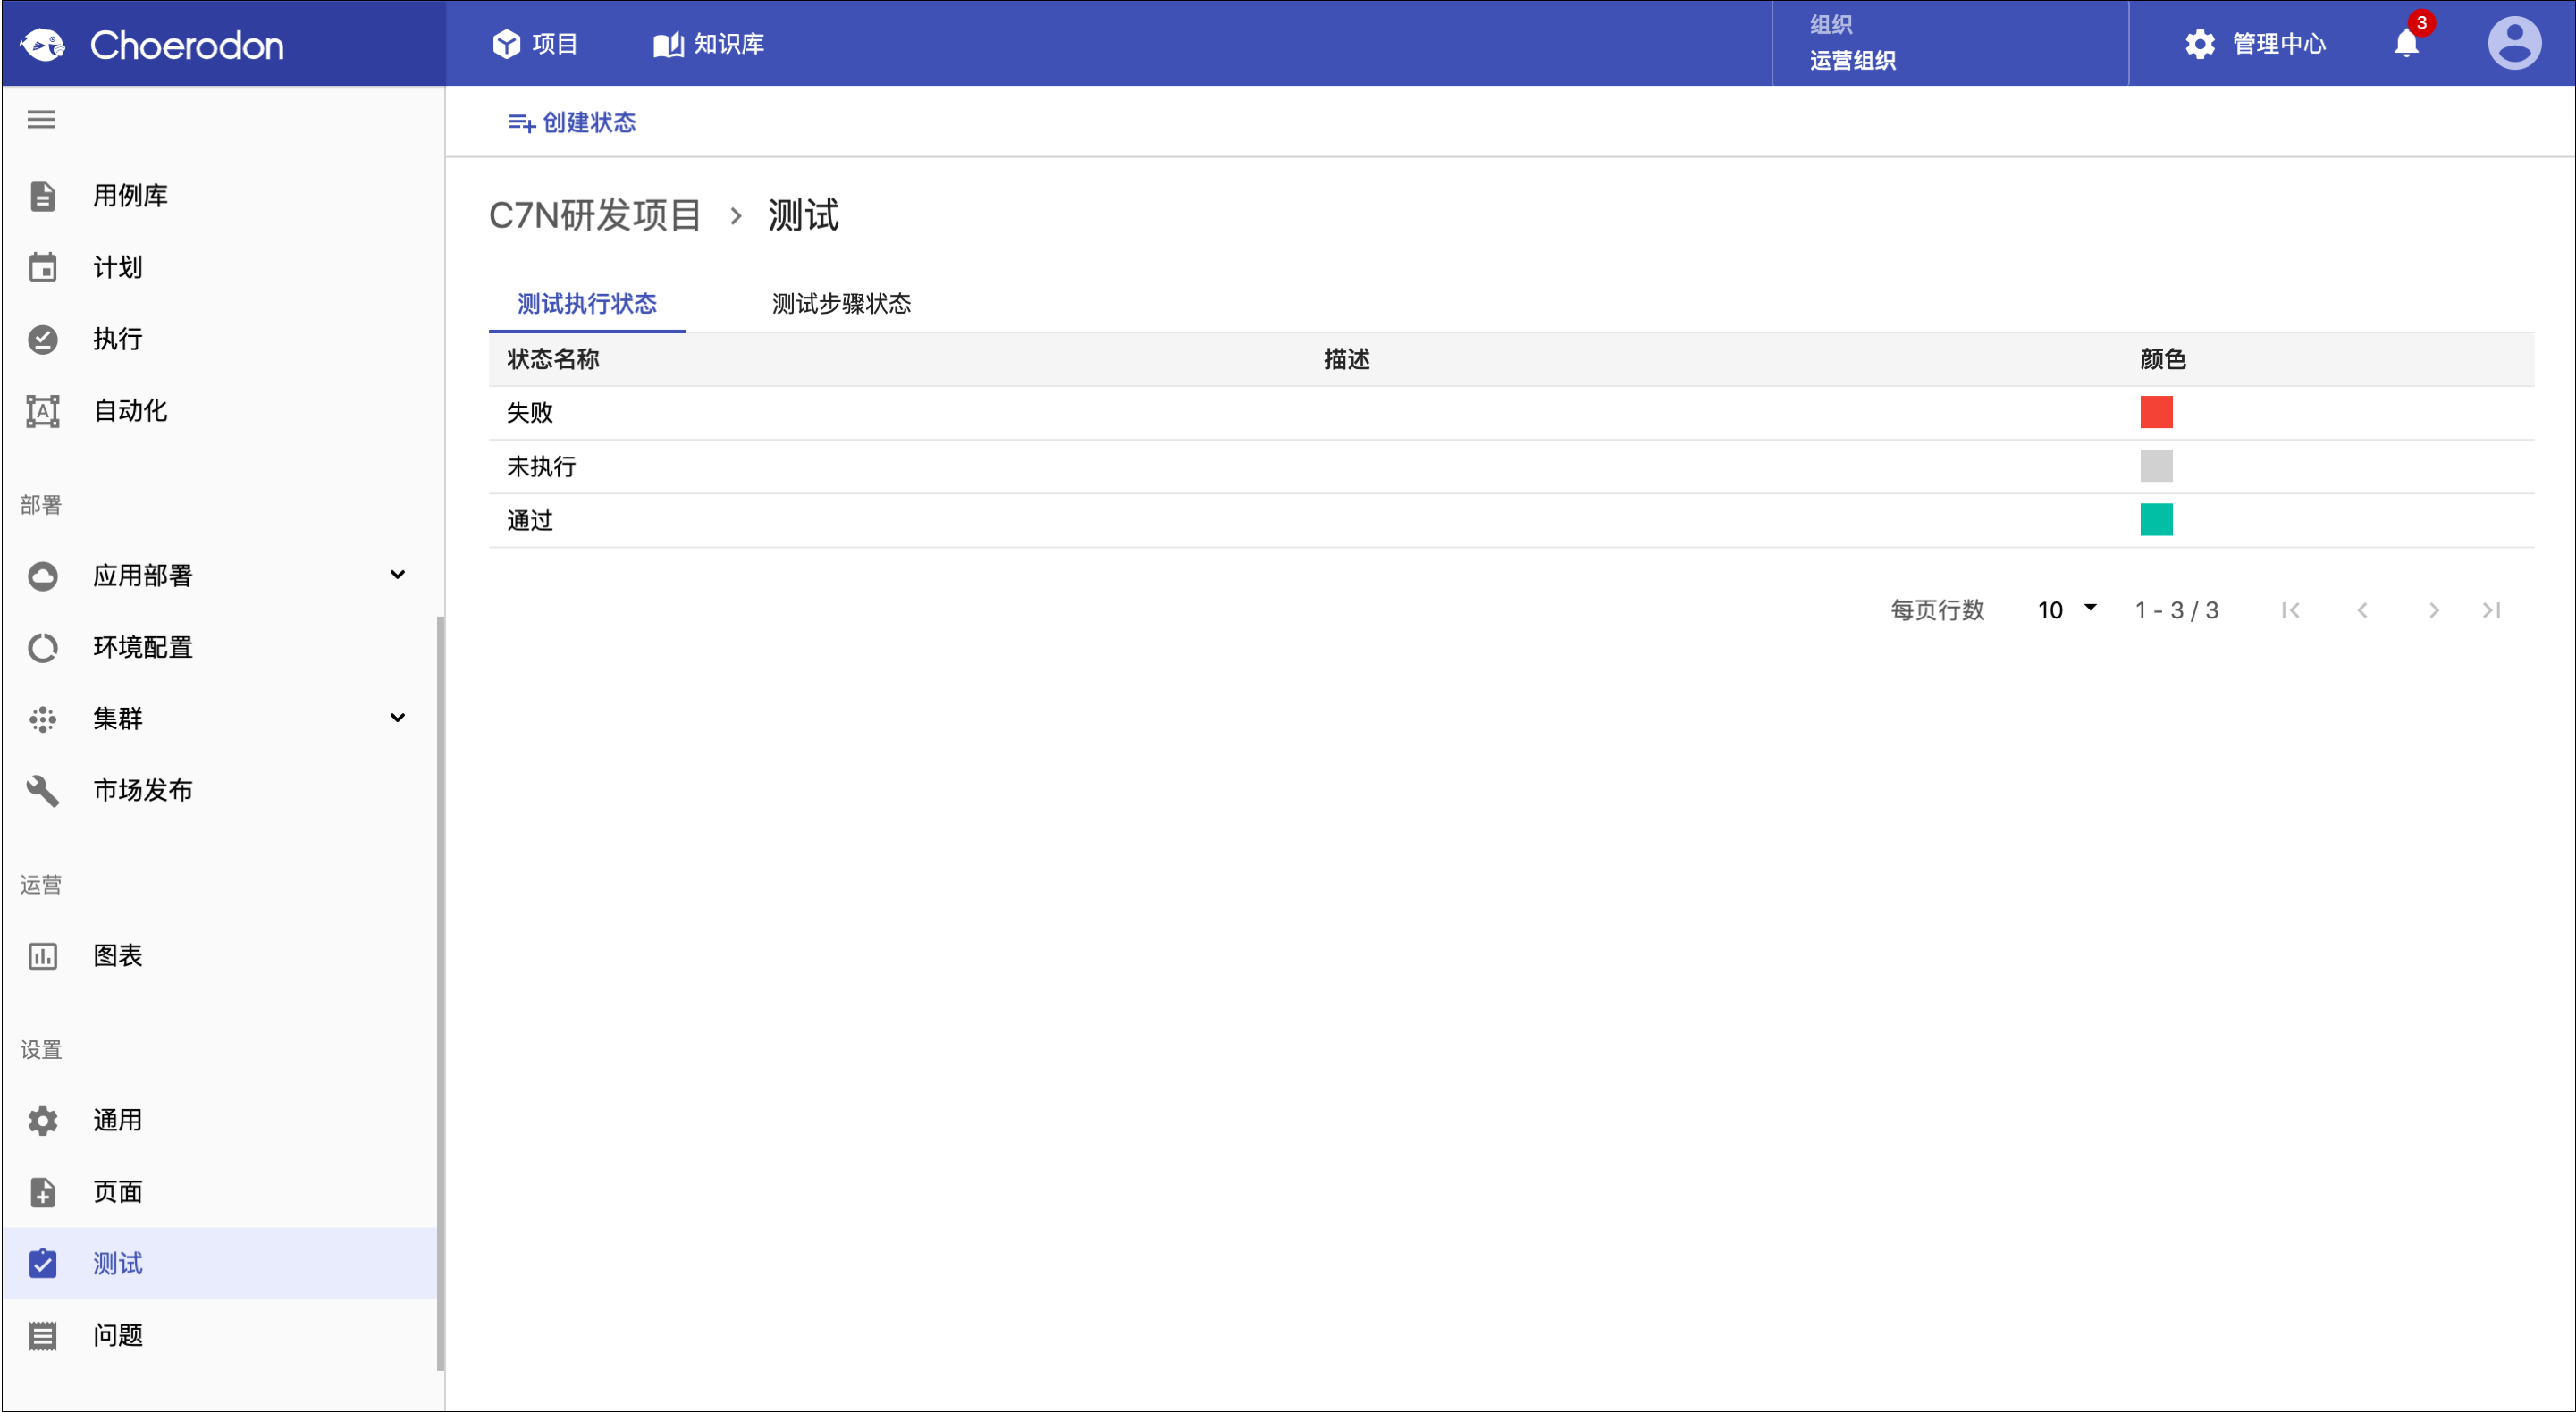 Choerodon
项目
知识库
组织
运营组织
管理中心
3
创建状态
用例库
计划
执行
自动化
部署
应用部署
环境配置
集群
市场发布
运营
图表
设置
通用
页面
测试
问题
C7N研发项目 › 测试
测试执行状态
测试步骤状态
状态名称 描述 颜色
失败
未执行
通过
每页行数 10 1 - 3 / 3